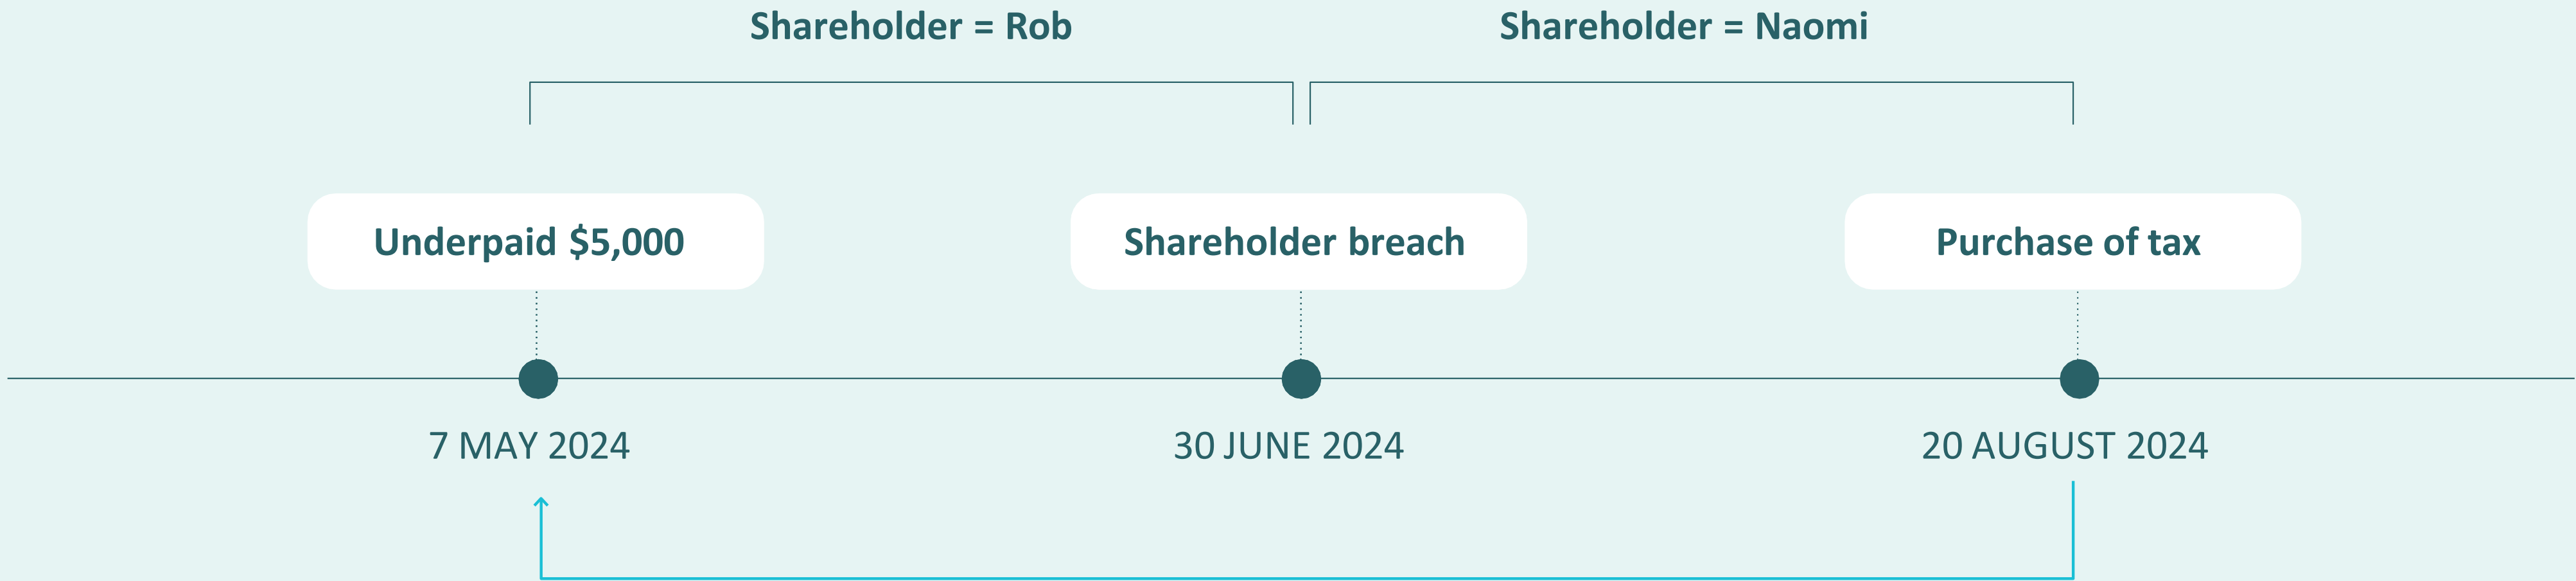 Shareholder = Rob
Shareholder = Naomi
Underpaid $5,000
Shareholder breach
Purchase of tax
7 MAY 2024
30 JUNE 2024
20 AUGUST 2024